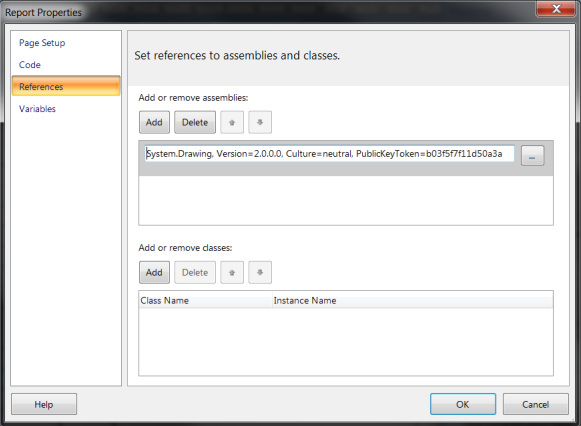 Report Properties
Page Setup
Code
References
Variables
Set references to assemblies and classes.
Add or remove assemblies:
Add Delete
System.Drawing, Version=2.0.0.0, Culture=neutral, PublicKeyToken=b03f5f7f11d50a3a ...
Add or remove classes:
Add Delete
Class Name Instance Name
Help OK Cancel